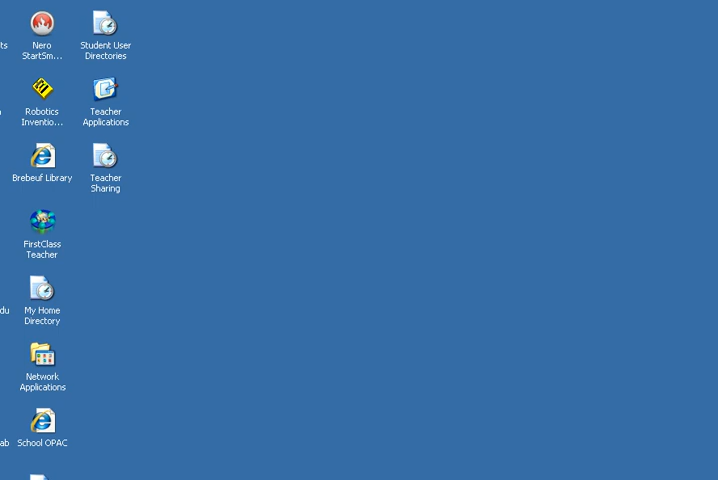 ts
Nero
StartSm...
Student User
Directories
Robotics
Inventio...
Teacher
Applications
Brebeuf Library
Teacher
Sharing
FirstClass
Teacher
du
My Home
Directory
Network
Applications
ab
School OPAC